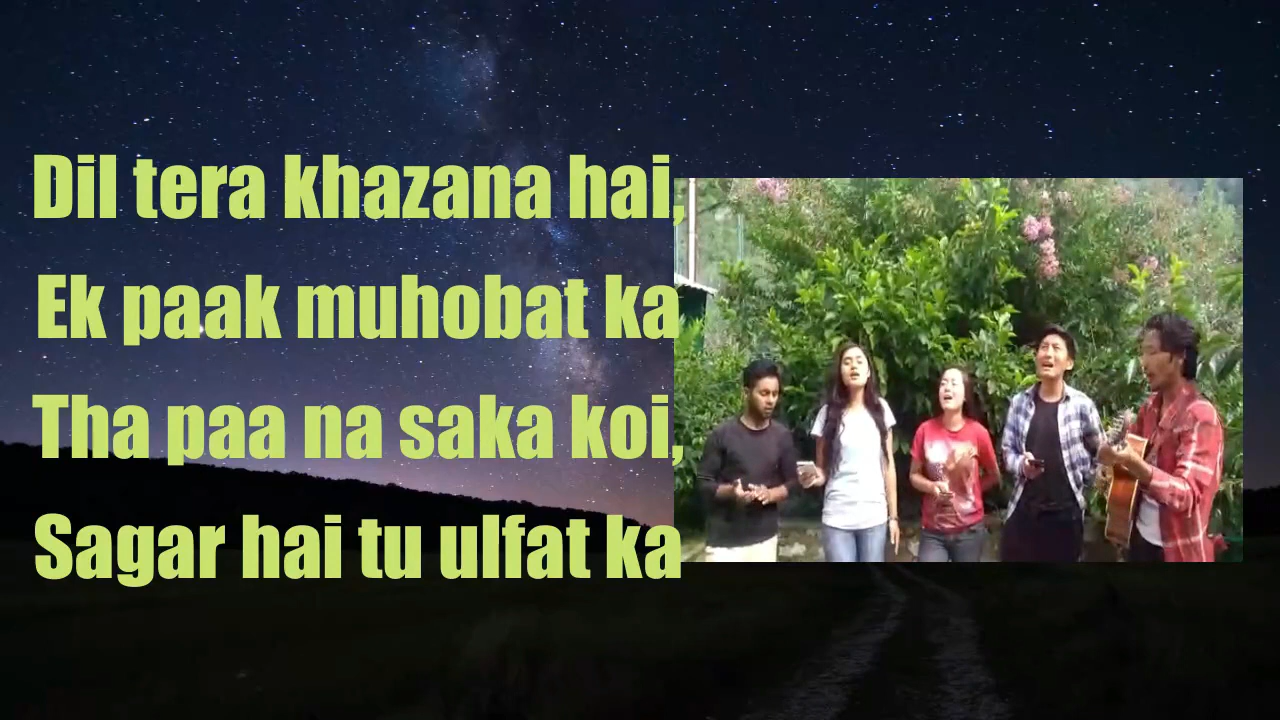 Dil tera khazana hai,
Ek paak muhobat ka
Tha paa na saka koi,
Sagar hai tu ulfat ka